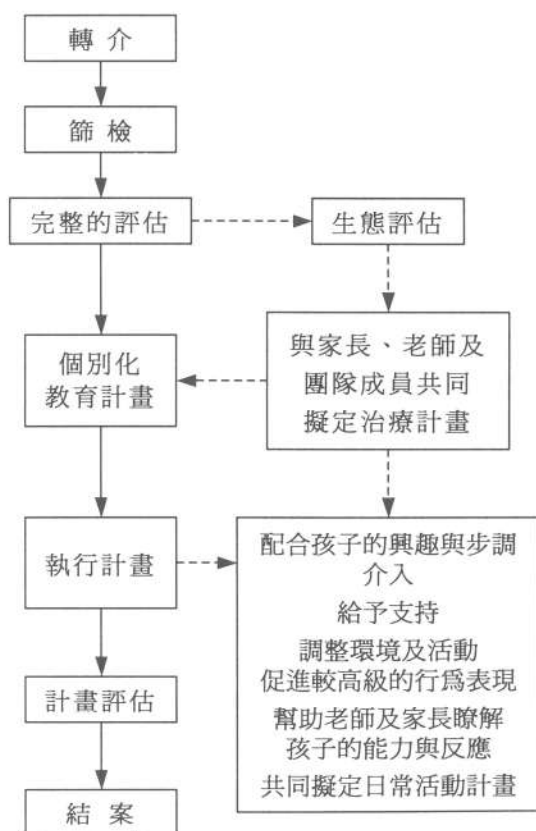 轉介
篩檢
完整的評估
生態評估
個別化
教育計畫
與家長、老師及
團隊成員共同
擬定治療計畫
執行計畫
配合孩子的興趣與步調
介入
給予支持
調整環境及活動
促進較高級的行為表現
幫助老師及家長瞭解
孩子的能力與反應
共同擬定日常活動計畫
計畫評估
結案